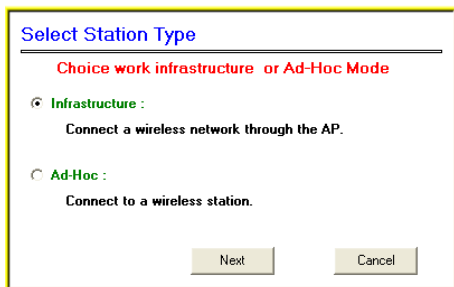 Select Station Type
Choice work infrastructure or Ad-Hoc Mode
Infrastructure :
Connect a wireless network through the AP.
Ad-Hoc :
Connect to a wireless station.
Next Cancel